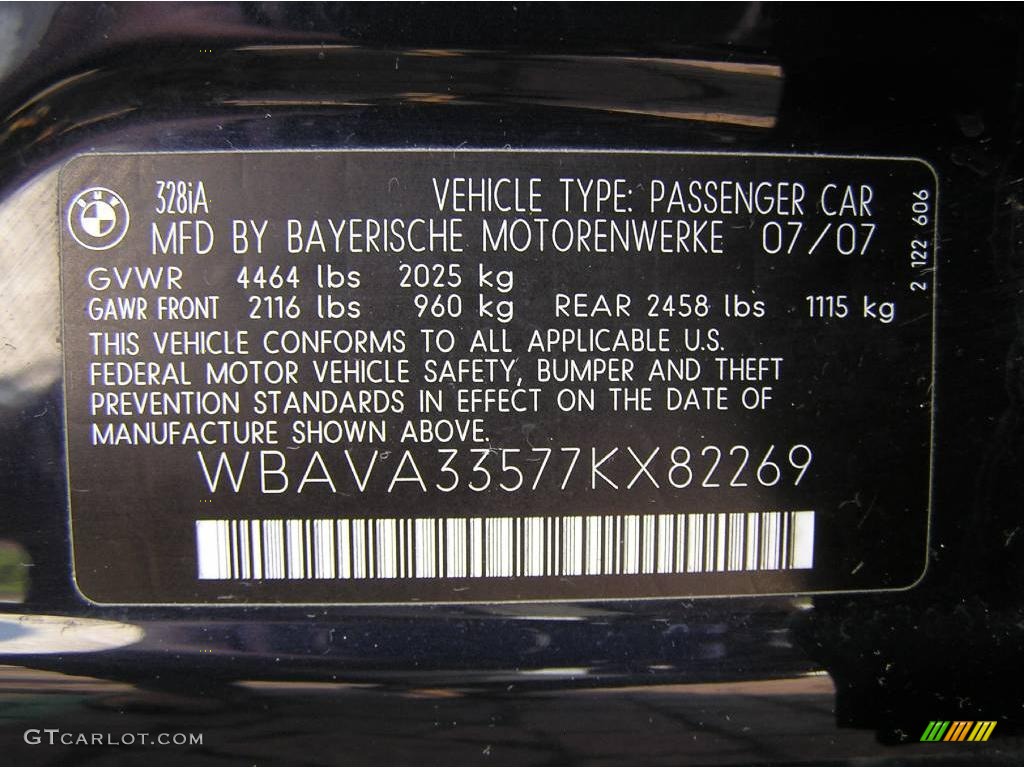 BMW
328iA VEHICLE TYPE: PASSENGER CAR
MFD BY BAYERISCHE MOTORENWERKE 07/07
GVWR 4464 lbs 2025 kg
GAWR FRONT 2116 lbs 960 kg REAR 2458 lbs 1115 kg
THIS VEHICLE CONFORMS TO ALL APPLICABLE U.S.
FEDERAL MOTOR VEHICLE SAFETY, BUMPER AND THEFT
PREVENTION STANDARDS IN EFFECT ON THE DATE OF
MANUFACTURE SHOWN ABOVE.
WBAVA33577KX82269
2 122 606
GTCARLOT.COM